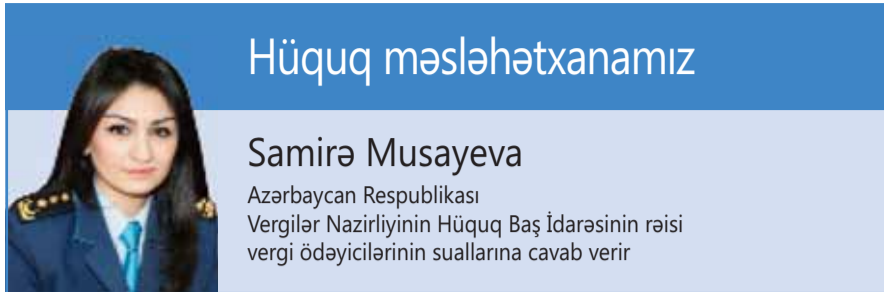 Hüquq məsləhətxanamız
Samirə Musayeva
Azərbaycan Respublikası
Vergilər Nazirliyinin Hüquq Baş İdarəsinin rəisi
vergi ödəyicilərinin suallarına cavab verir